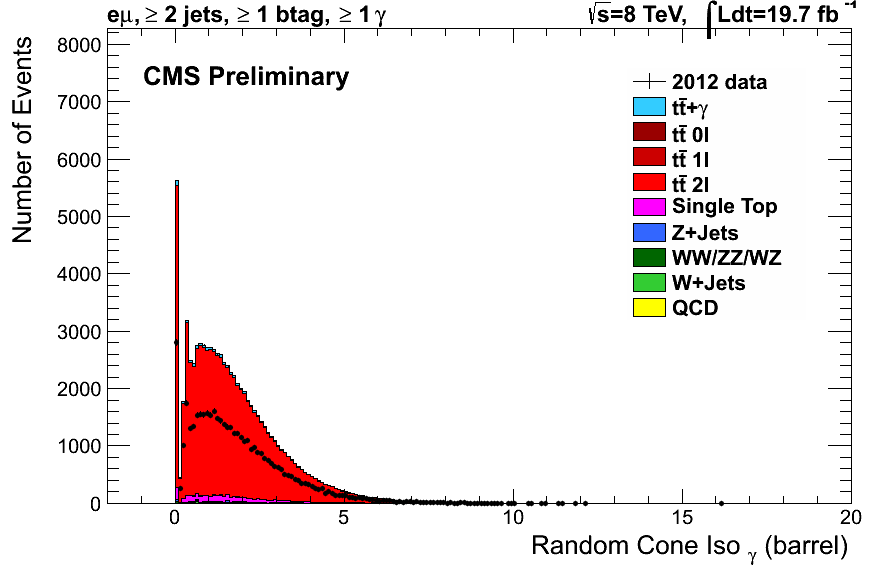 eμ, ≥ 2 jets, ≥ 1 btag, ≥ 1 γ
√s=8 TeV, ∫Ldt=19.7 fb⁻¹
CMS Preliminary
2012 data
tt̄+γ
tt̄ 0l
tt̄ 1l
tt̄ 2l
Single Top
Z+Jets
WW/ZZ/WZ
W+Jets
QCD
Number of Events
8000
7000
6000
5000
4000
3000
2000
1000
0
0 5 10 15 20
Random Cone Iso γ (barrel)